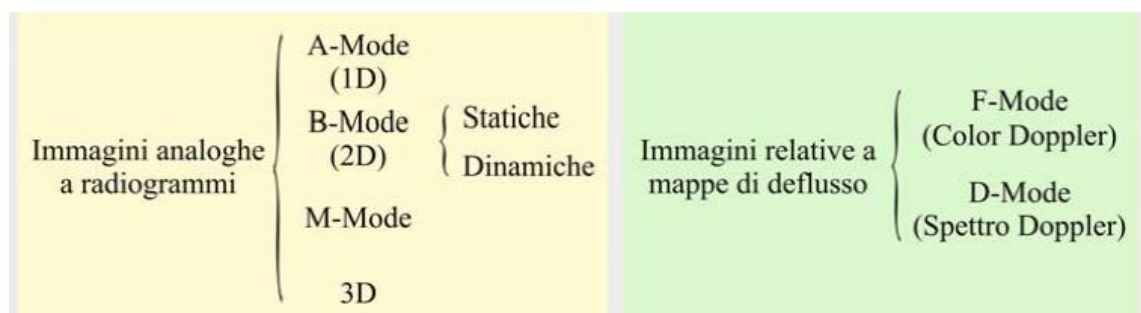 Immagini analoghe
a radiogrammi
A-Mode
(1D)
B-Mode
(2D)
Statiche
Dinamiche
M-Mode
3D
Immagini relative a
mappe di deflusso
F-Mode
(Color Doppler)
D-Mode
(Spettro Doppler)